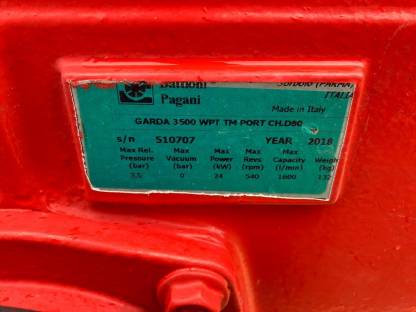 Battioni SORBOLO (PARMA)
Pagani ITALIA
Made in Italy
GARDA 3500 WPT TM PORT CH.D80
s/n 510707 YEAR 2018
Max Rel. Pressure (bar) Max Vacuum (bar) Max Power (kW) Max Revs (rpm) Max Capacity (l/min) Weight (kg)
3,5 0 24 540 1600 132